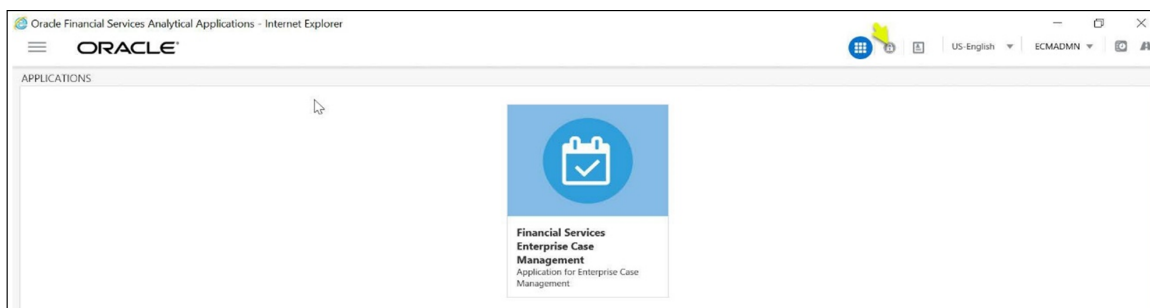 Oracle Financial Services Analytical Applications - Internet Explorer
ORACLE
US-English
ECMADMN
APPLICATIONS
Financial Services
Enterprise Case
Management
Application for Enterprise Case
Management